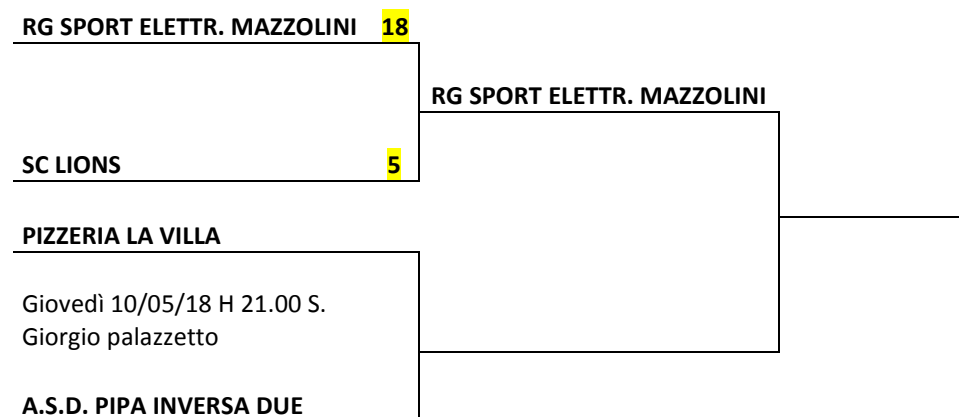 RG SPORT ELETTR. MAZZOLINI 18
RG SPORT ELETTR. MAZZOLINI
SC LIONS 5
PIZZERIA LA VILLA
Giovedì 10/05/18 H 21.00 S.
Giorgio palazzetto
A.S.D. PIPA INVERSA DUE